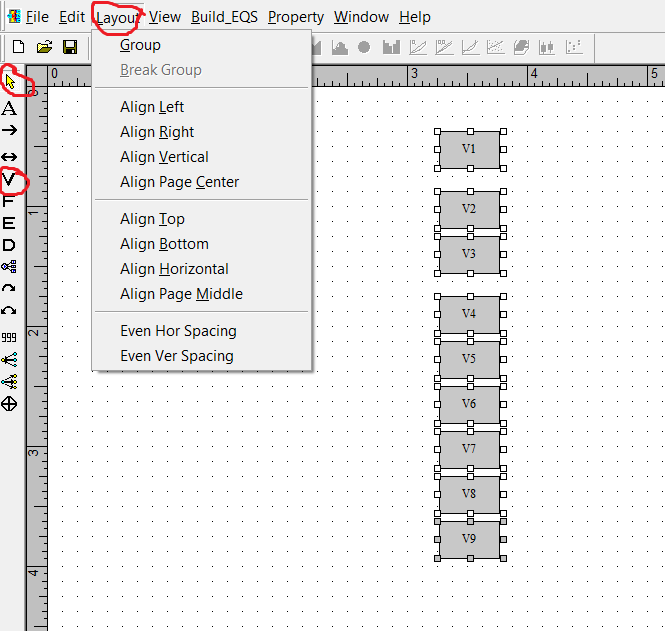 File Edit Layout View Build_EQS Property Window Help
Group
Break Group
0 3 4 5
0
A
Align Left
Align Right
V1
Align Vertical
V
Align Page Center
F
V2
1
Align Top
E
D
Align Bottom
V3
Align Horizontal
Align Page Middle
V4
Even Hor Spacing
2
Even Ver Spacing
V5
V6
3
V7
V8
V9
4